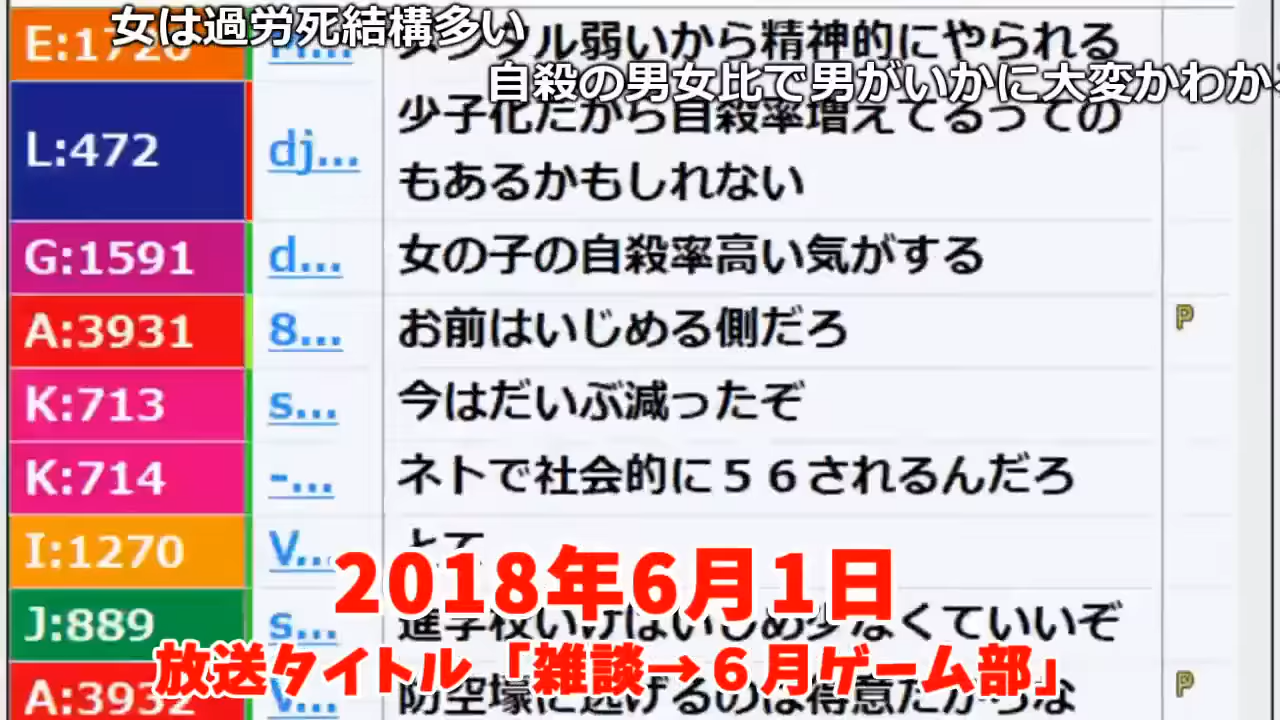 女は過労死結構多い
E:1720 メンタル弱いから精神的にやられる
自殺の男女比で男がいかに大変かわかる
L:472 dj... 少子化だから自殺率増えてるっての
もあるかもしれない
G:1591 d... 女の子の自殺率高い気がする
A:3931 8... お前はいじめる側だろ P
K:713 s... 今はだいぶ減ったぞ
K:714 -... ネトで社会的に５６されるんだろ
I:1270 V... とて
2018年6月1日
J:889 s... 進学校いけばいじめ少なくていいぞ
放送タイトル「雑談→６月ゲーム部」
A:3932 V... 防空壕に逃げるのは得意だからな P